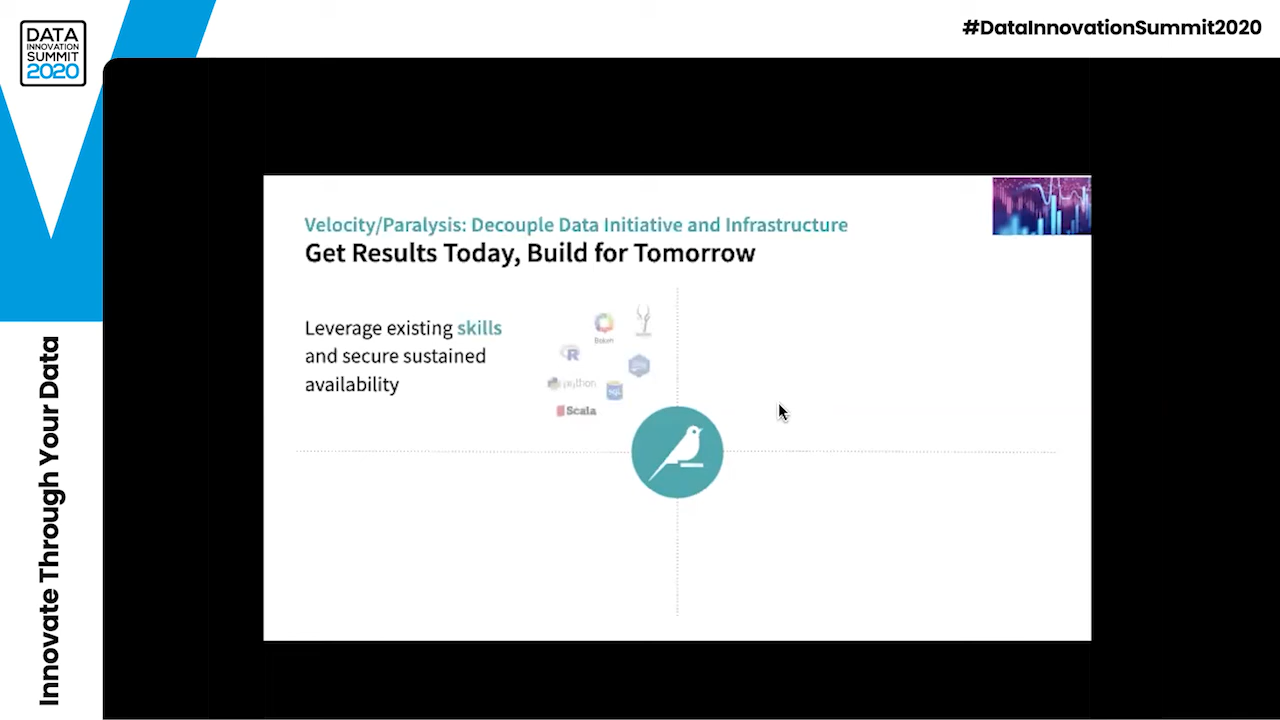 DATA
INNOVATION
SUMMIT
2020
#DataInnovationSummit2020
Innovate Through Your Data
Velocity/Paralysis: Decouple Data Initiative and Infrastructure
Get Results Today, Build for Tomorrow
Leverage existing skills
and secure sustained
availability
R
python
SQL
Scala